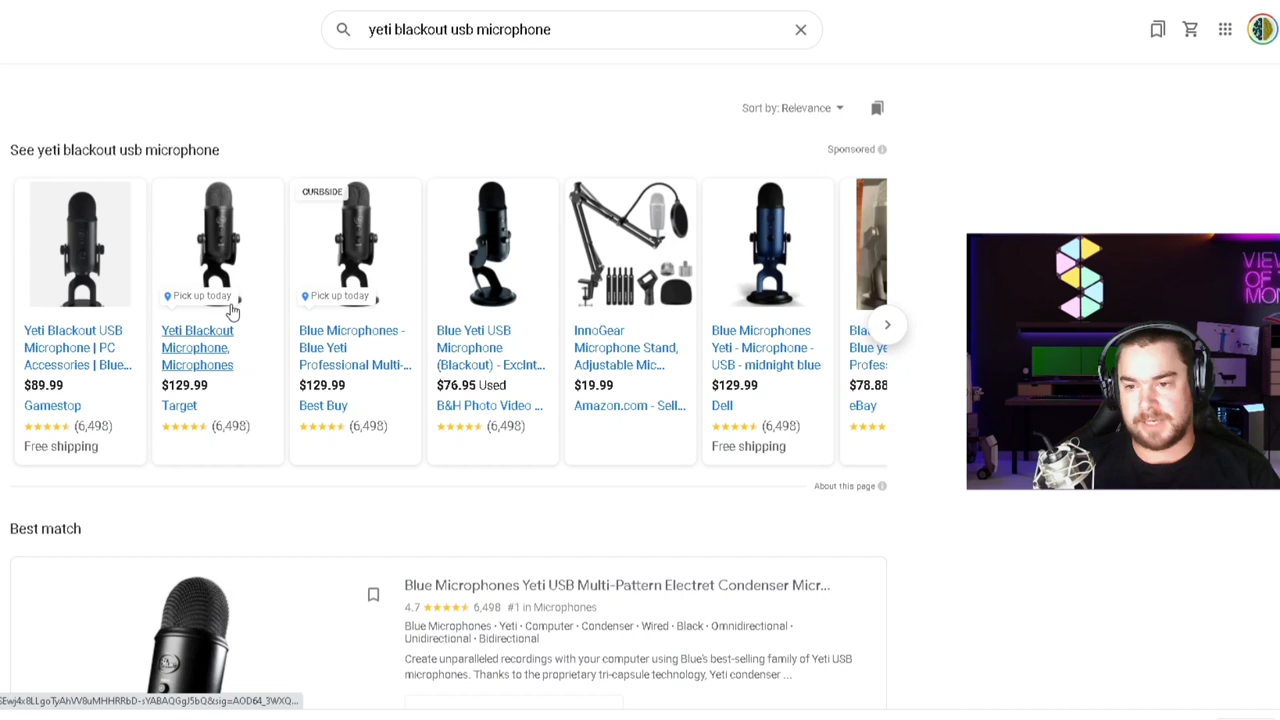 yeti blackout usb microphone
Sort by: Relevance
See yeti blackout usb microphone
Sponsored
Pick up today
Yeti Blackout USB
Microphone | PC
Accessories | Blue...
$89.99
Gamestop
(6,498)
Free shipping
Yeti Blackout
Microphone,
Microphones
$129.99
Target
(6,498)
CURBSIDE
Pick up today
Blue Microphones -
Blue Yeti
Professional Multi-...
$129.99
Best Buy
(6,498)
Blue Yeti USB
Microphone
(Blackout) - Exclnt...
$76.95 Used
B&H Photo Video ...
(6,498)
InnoGear
Microphone Stand,
Adjustable Mic...
$19.99
Amazon.com - Sell...
Blue Microphones
Yeti - Microphone -
USB - midnight blue
$129.99
Dell
(6,498)
Free shipping
Blue ye
Profes
$78.88
eBay
About this page
Best match
Blue Microphones Yeti USB Multi-Pattern Electret Condenser Micr...
4.7 6,498 #1 in Microphones
Blue Microphones · Yeti · Computer · Condenser · Wired · Black · Omnidirectional ·
Unidirectional · Bidirectional
Create unparalleled recordings with your computer using Blue's best-selling family of Yeti USB
microphones. Thanks to the proprietary tri-capsule technology, Yeti condenser ...